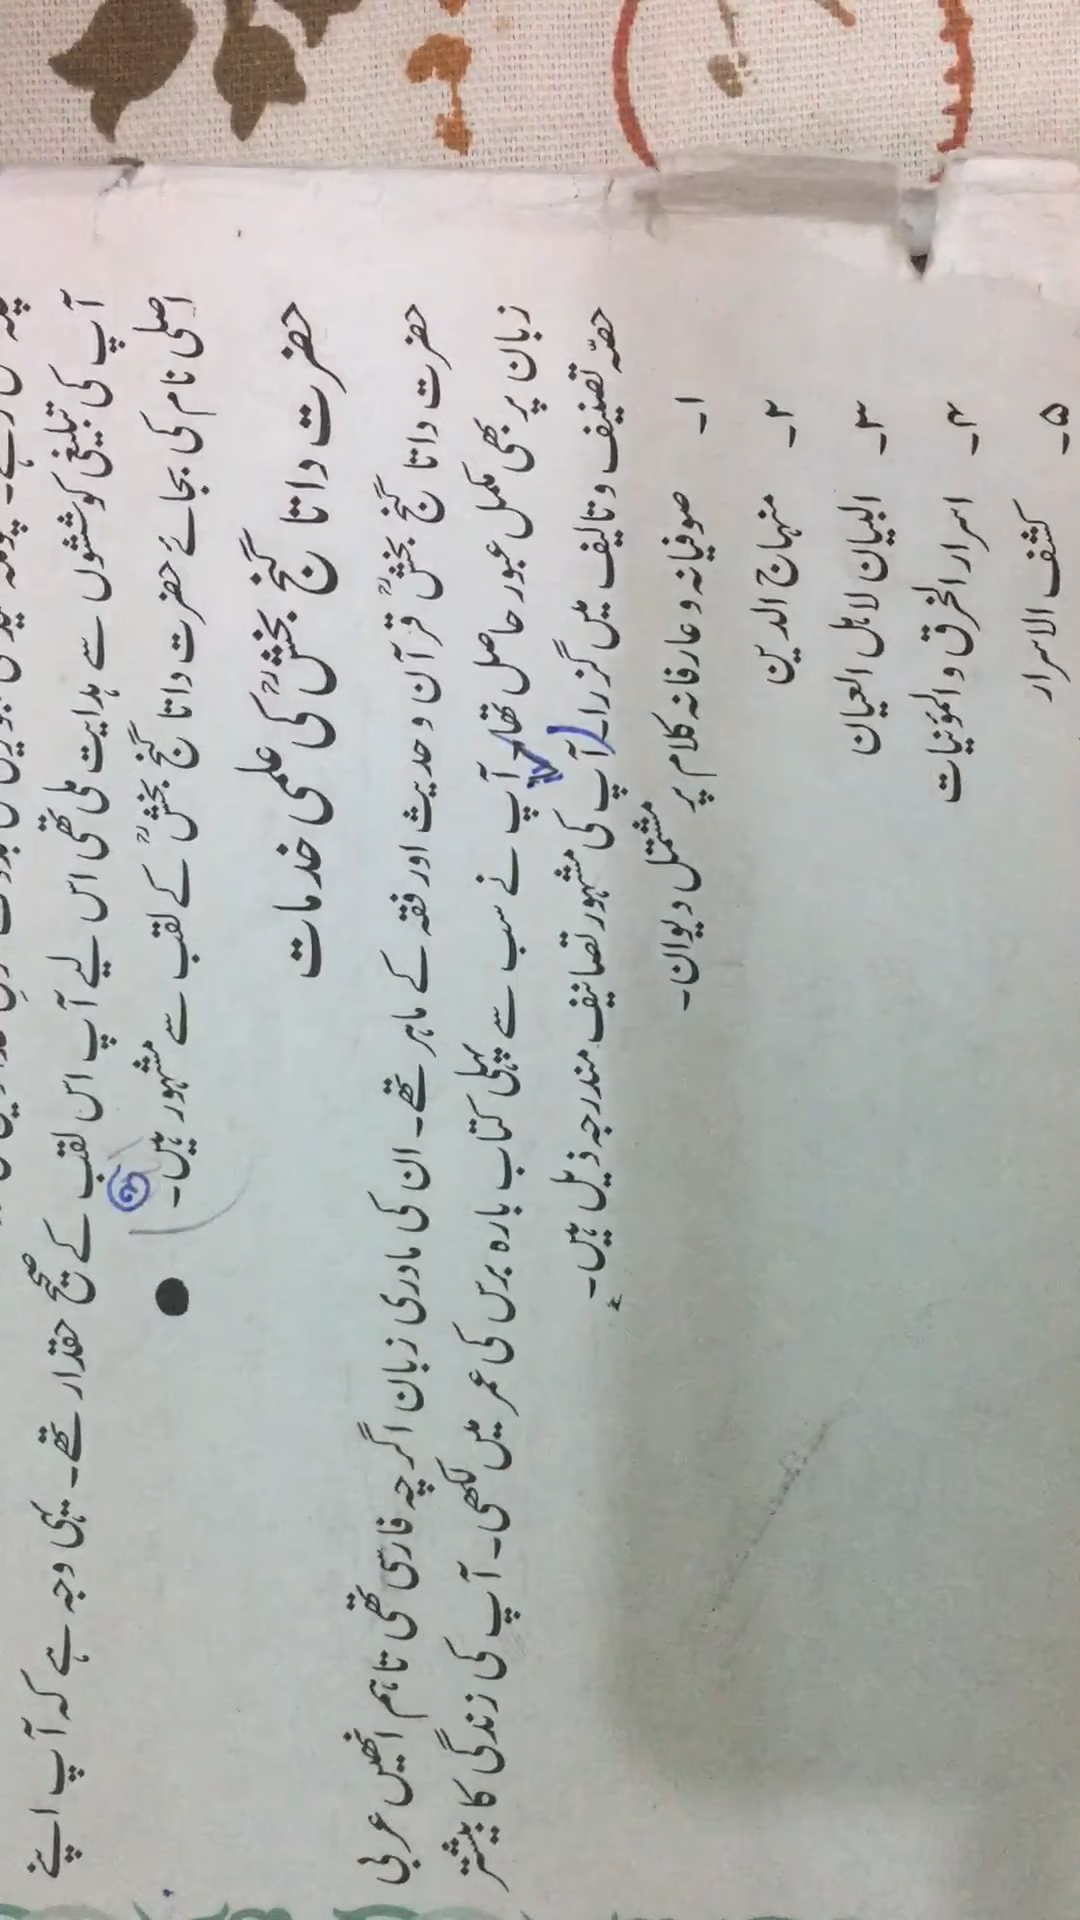 آپ کی تبلیغی کوششوں سے ہدایت ملی تھی اس لیے آپ اس لقب کے صحیح حقدار تھے۔ یہی وجہ ہے کہ آپ اپنے
اصلی نام کی بجائے حضرت داتا گنج بخشؒ کے لقب سے مشہور ہیں۔
حضرت داتا گنج بخشؒ کی علمی خدمات
حضرت داتا گنج بخشؒ قرآن و حدیث اور فقہ کے ماہر تھے۔ ان کی مادری زبان اگرچہ فارسی تھی تاہم انھیں عربی
زبان پر بھی مکمل عبور حاصل تھا۔ آپ نے سب سے پہلی کتاب بارہ برس کی عمر میں لکھی۔ آپ کی زندگی کا بیشتر
حصّہ تصنیف و تالیف میں گزرا۔ آپ کی مشہور تصانیف مندرجہ ذیل ہیں۔
۱۔ صوفیانہ و عارفانہ کلام پر مشتمل دیوان۔
۲۔ منہاج الدین
۳۔ البیان لاہل العیان
۴۔ اسرار الخرق و المؤنیات
۵۔ کشف الاسرار